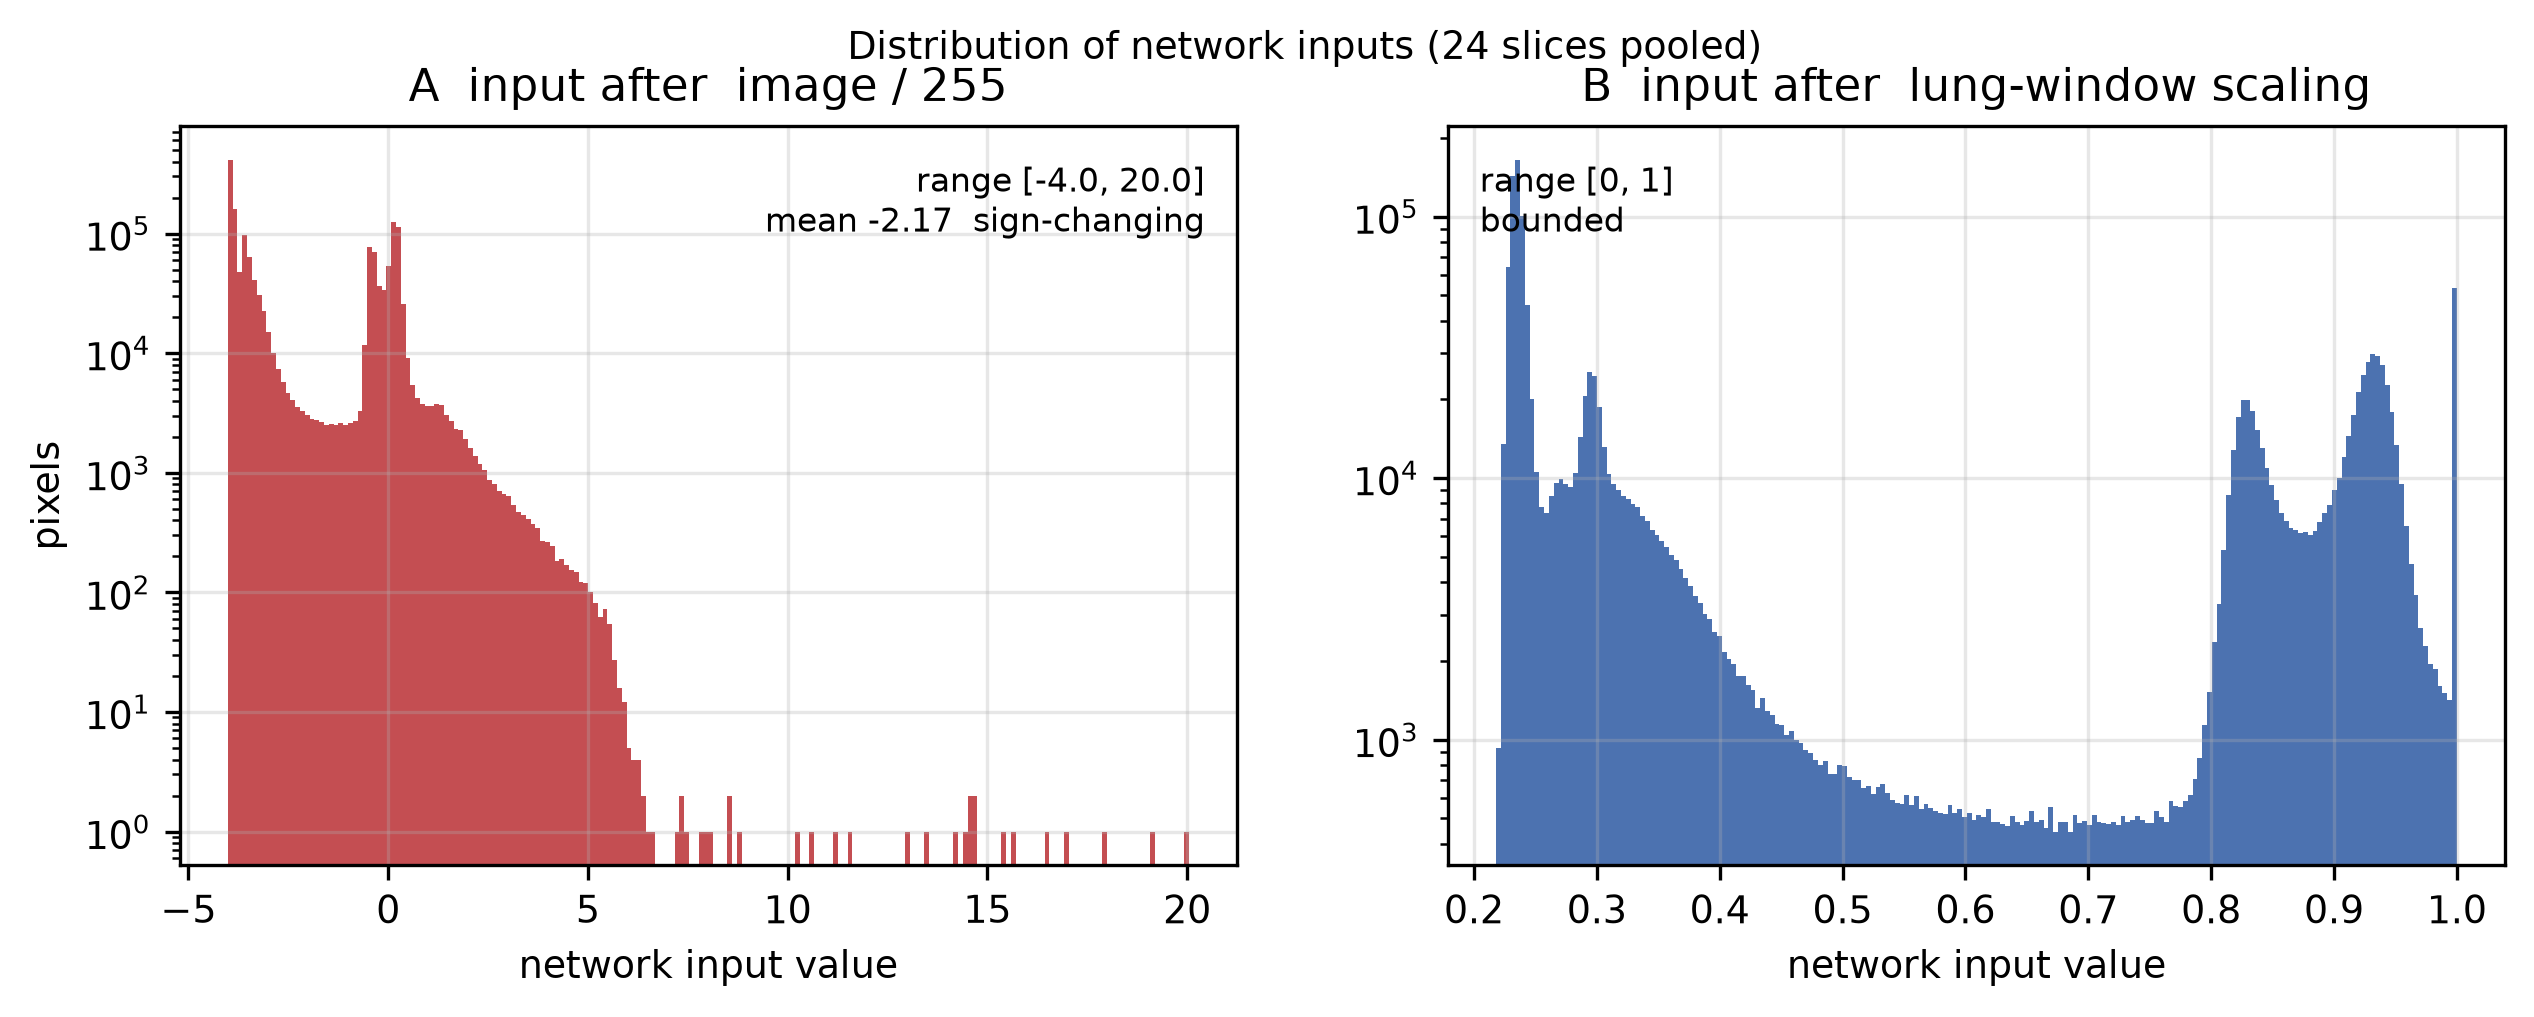 Distribution of network inputs (24 slices pooled)
A input after image / 255
range [-4.0, 20.0]
mean -2.17 sign-changing
pixels
10⁵
10⁴
10³
10²
10¹
10⁰
−5 0 5 10 15 20
network input value
B input after lung-window scaling
range [0, 1]
bounded
10⁵
10⁴
10³
0.2 0.3 0.4 0.5 0.6 0.7 0.8 0.9 1.0
network input value